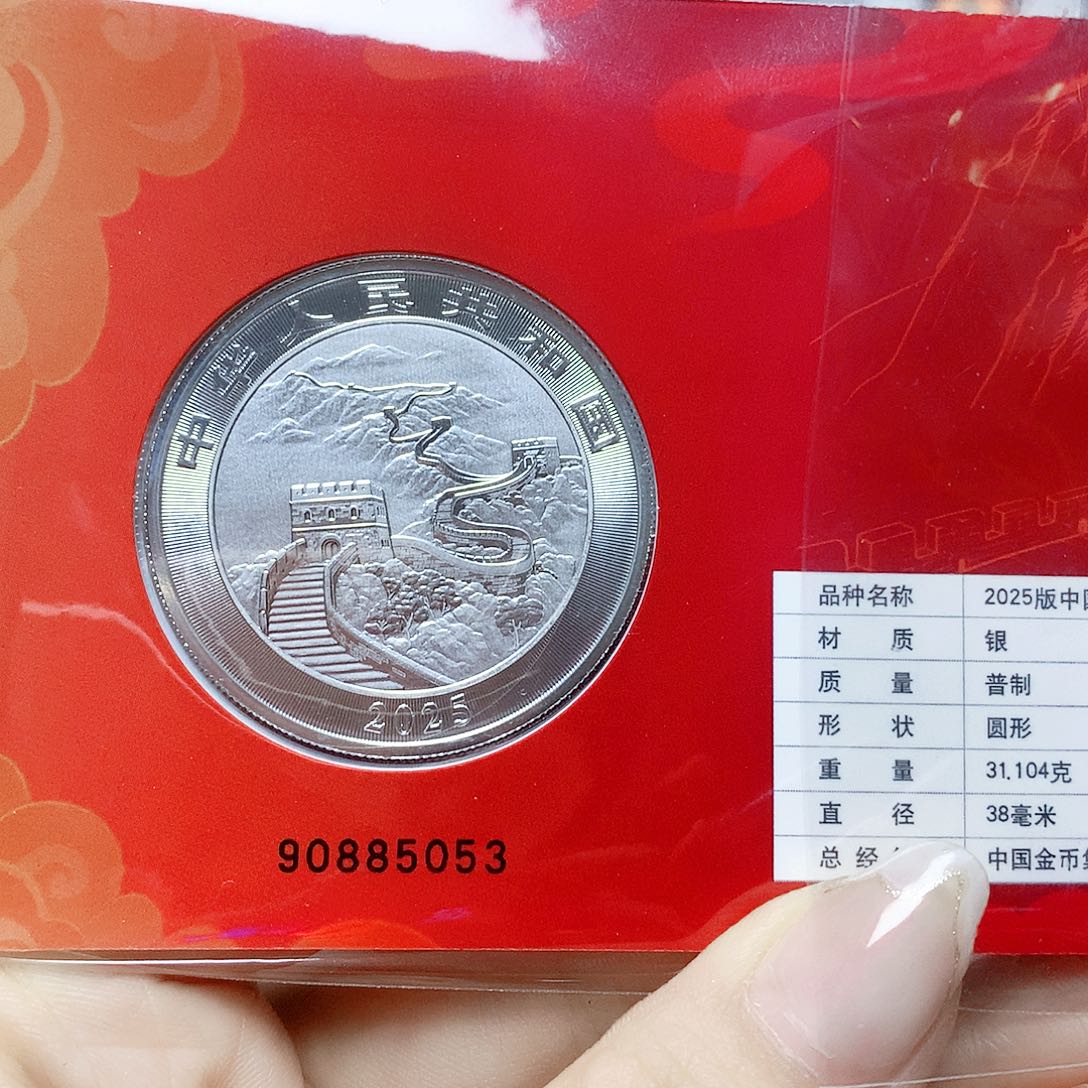 中华人民共和国
2025
90885053
品种名称 2025版中
材质 银
质量 普制
形状 圆形
重量 31.104克
直径 38毫米
总经 中国金币